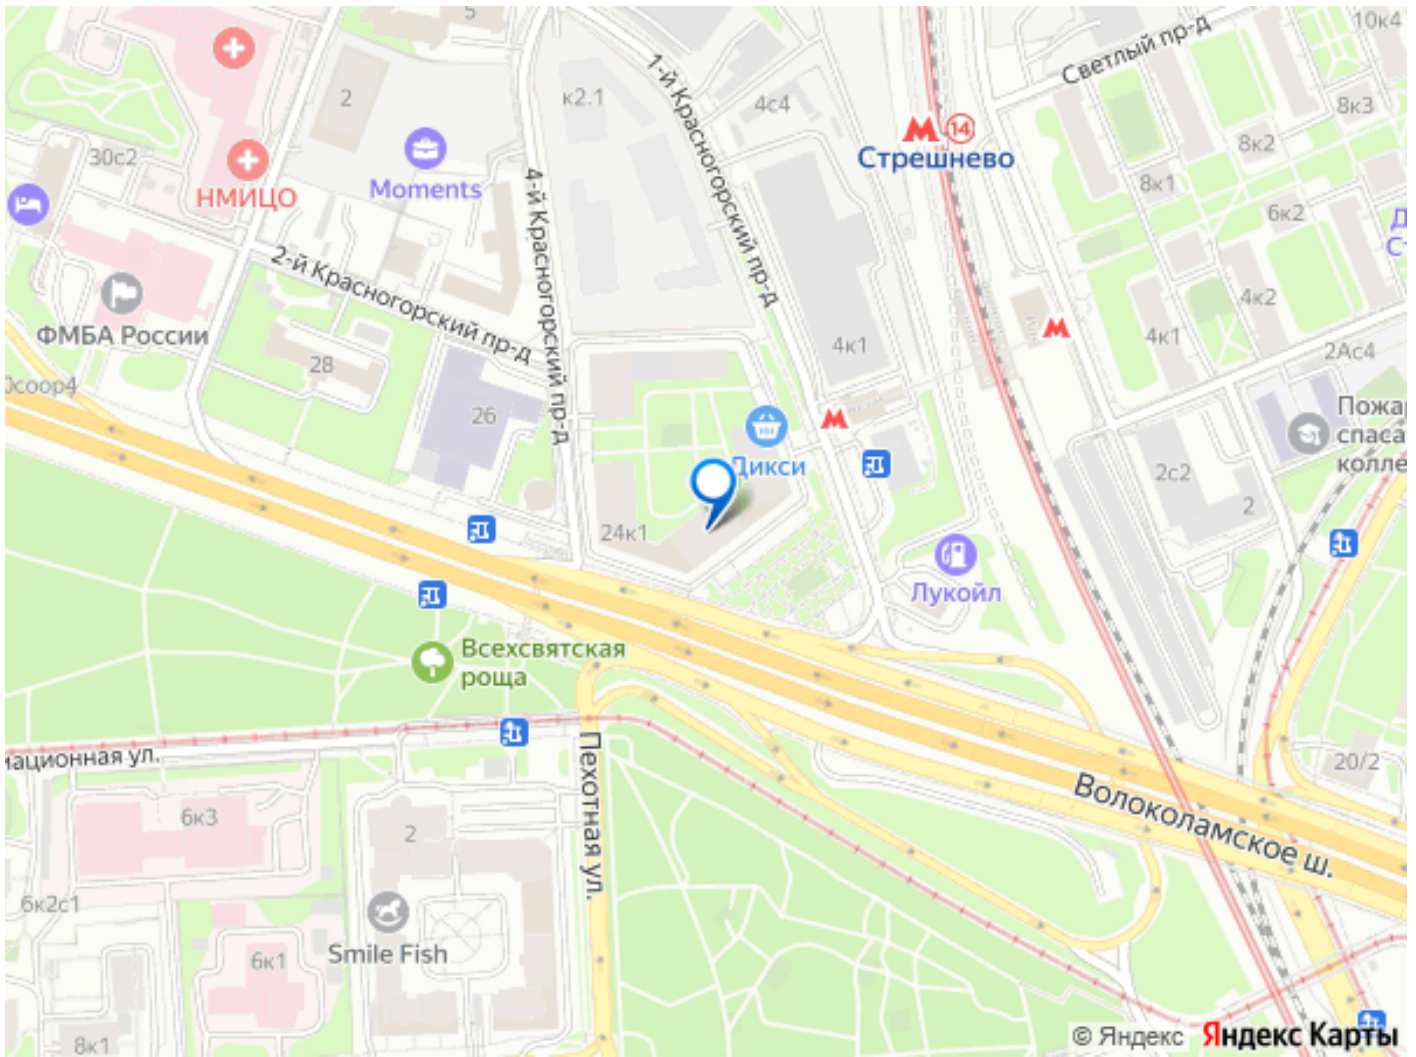 5
10к4
Светлый пр-д
2
к2.1
1-й Красногорский пр-д
4с4
8к3
14
Стрешнево
8к2
30с2
НМИЦО
Moments
4-й Красногорский пр-д
8к1
6к2
2-й Красногорский пр-д
ФМБА России
4к2
28
4к1
4к1
2Ас4
26
Дикси
2с2
2
24к1
Лукойл
Всехсвятская
роща
Пехотная ул.
Волоколамское ш.
20/2
6к3
2
6к2с1
Smile Fish
6к1
8к1
© Яндекс Яндекс Карты